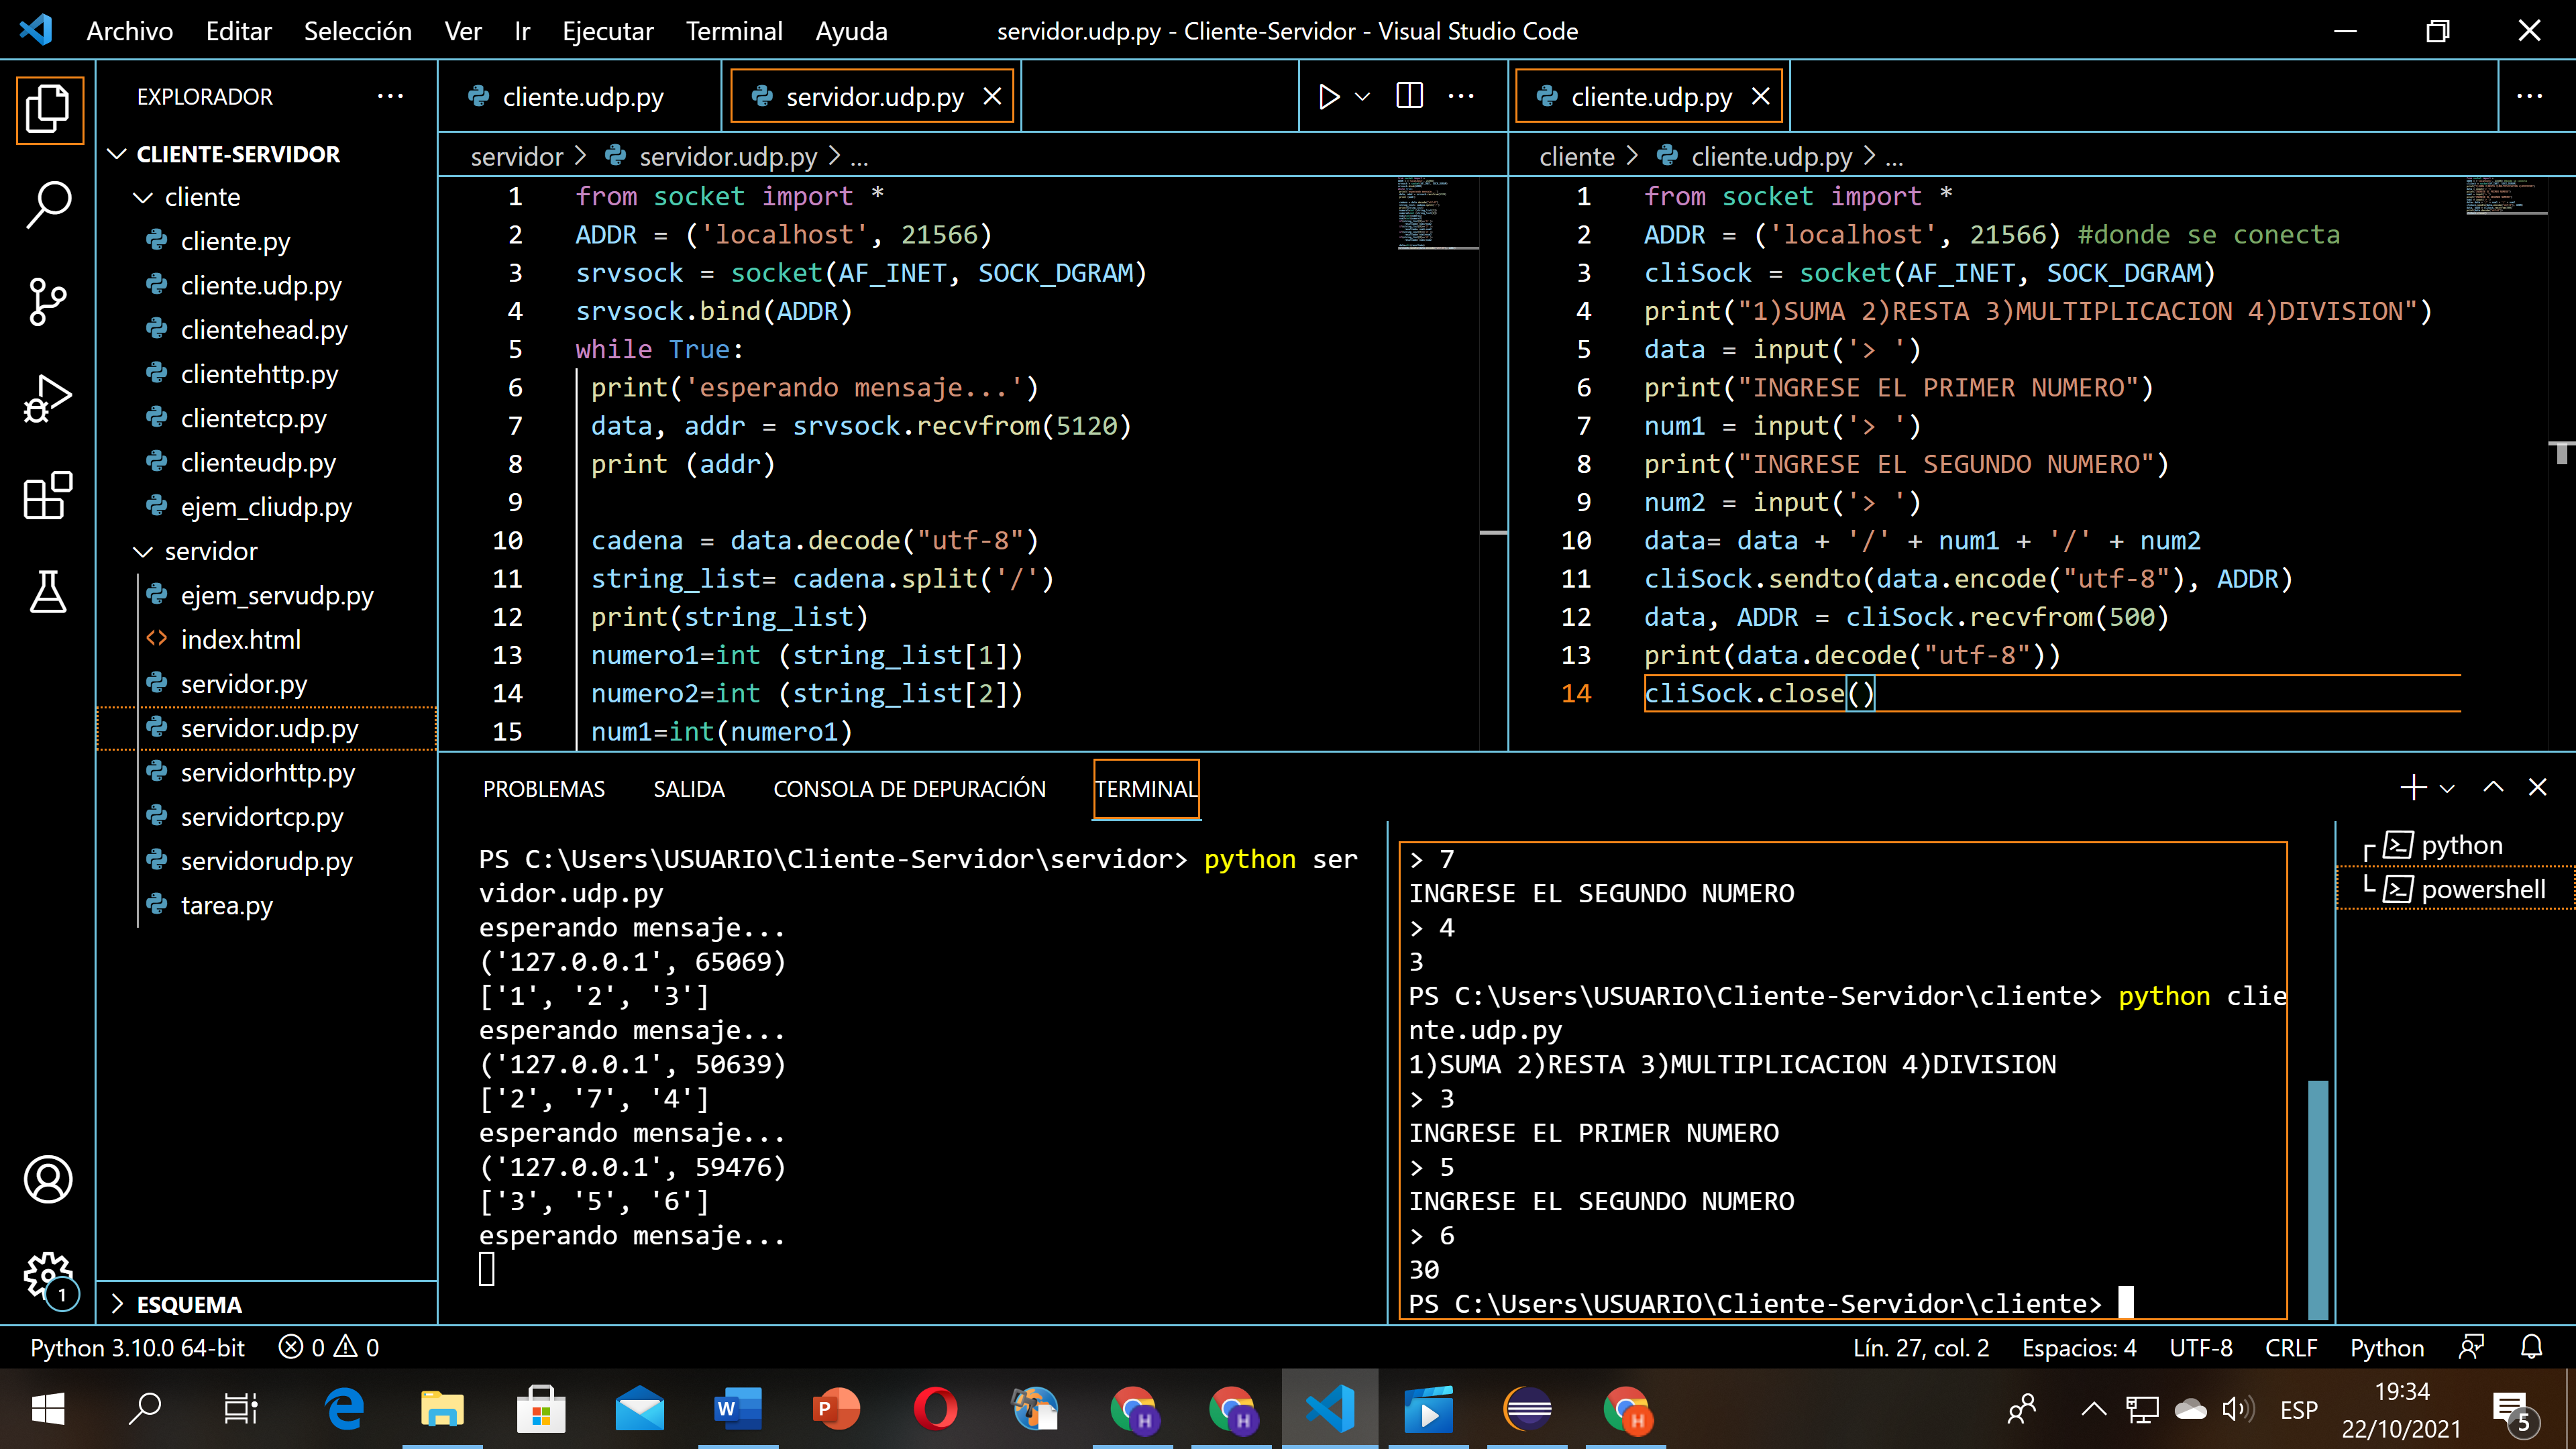 Archivo Editar Selección Ver Ir Ejecutar Terminal Ayuda
servidor.udp.py - Cliente-Servidor - Visual Studio Code
EXPLORADOR
CLIENTE-SERVIDOR
cliente
cliente.py
cliente.udp.py
clientehead.py
clientehttp.py
clientetcp.py
clienteudp.py
ejem_cliudp.py
servidor
ejem_servudp.py
index.html
servidor.py
servidor.udp.py
servidorhttp.py
servidortcp.py
servidorudp.py
tarea.py
ESQUEMA
cliente.udp.py
servidor.udp.py
servidor > servidor.udp.py > ...
1 from socket import *
2 ADDR = ('localhost', 21566)
3 srvsock = socket(AF_INET, SOCK_DGRAM)
4 srvsock.bind(ADDR)
5 while True:
6 print('esperando mensaje...')
7 data, addr = srvsock.recvfrom(5120)
8 print (addr)
9
10 cadena = data.decode("utf-8")
11 string_list= cadena.split('/')
12 print(string_list)
13 numero1=int (string_list[1])
14 numero2=int (string_list[2])
15 num1=int(numero1)
cliente.udp.py
cliente > cliente.udp.py > ...
1 from socket import *
2 ADDR = ('localhost', 21566) #donde se conecta
3 cliSock = socket(AF_INET, SOCK_DGRAM)
4 print("1)SUMA 2)RESTA 3)MULTIPLICACION 4)DIVISION")
5 data = input('> ')
6 print("INGRESE EL PRIMER NUMERO")
7 num1 = input('> ')
8 print("INGRESE EL SEGUNDO NUMERO")
9 num2 = input('> ')
10 data= data + '/' + num1 + '/' + num2
11 cliSock.sendto(data.encode("utf-8"), ADDR)
12 data, ADDR = cliSock.recvfrom(500)
13 print(data.decode("utf-8"))
14 cliSock.close()
PROBLEMAS SALIDA CONSOLA DE DEPURACIÓN TERMINAL
PS C:\Users\USUARIO\Cliente-Servidor\servidor> python ser
vidor.udp.py
esperando mensaje...
('127.0.0.1', 65069)
['1', '2', '3']
esperando mensaje...
('127.0.0.1', 50639)
['2', '7', '4']
esperando mensaje...
('127.0.0.1', 59476)
['3', '5', '6']
esperando mensaje...
> 7
INGRESE EL SEGUNDO NUMERO
> 4
3
PS C:\Users\USUARIO\Cliente-Servidor\cliente> python clie
nte.udp.py
1)SUMA 2)RESTA 3)MULTIPLICACION 4)DIVISION
> 3
INGRESE EL PRIMER NUMERO
> 5
INGRESE EL SEGUNDO NUMERO
> 6
30
PS C:\Users\USUARIO\Cliente-Servidor\cliente>
python
powershell
1
Python 3.10.0 64-bit 0 0
Lín. 27, col. 2 Espacios: 4 UTF-8 CRLF Python
ESP
19:34
22/10/2021
5